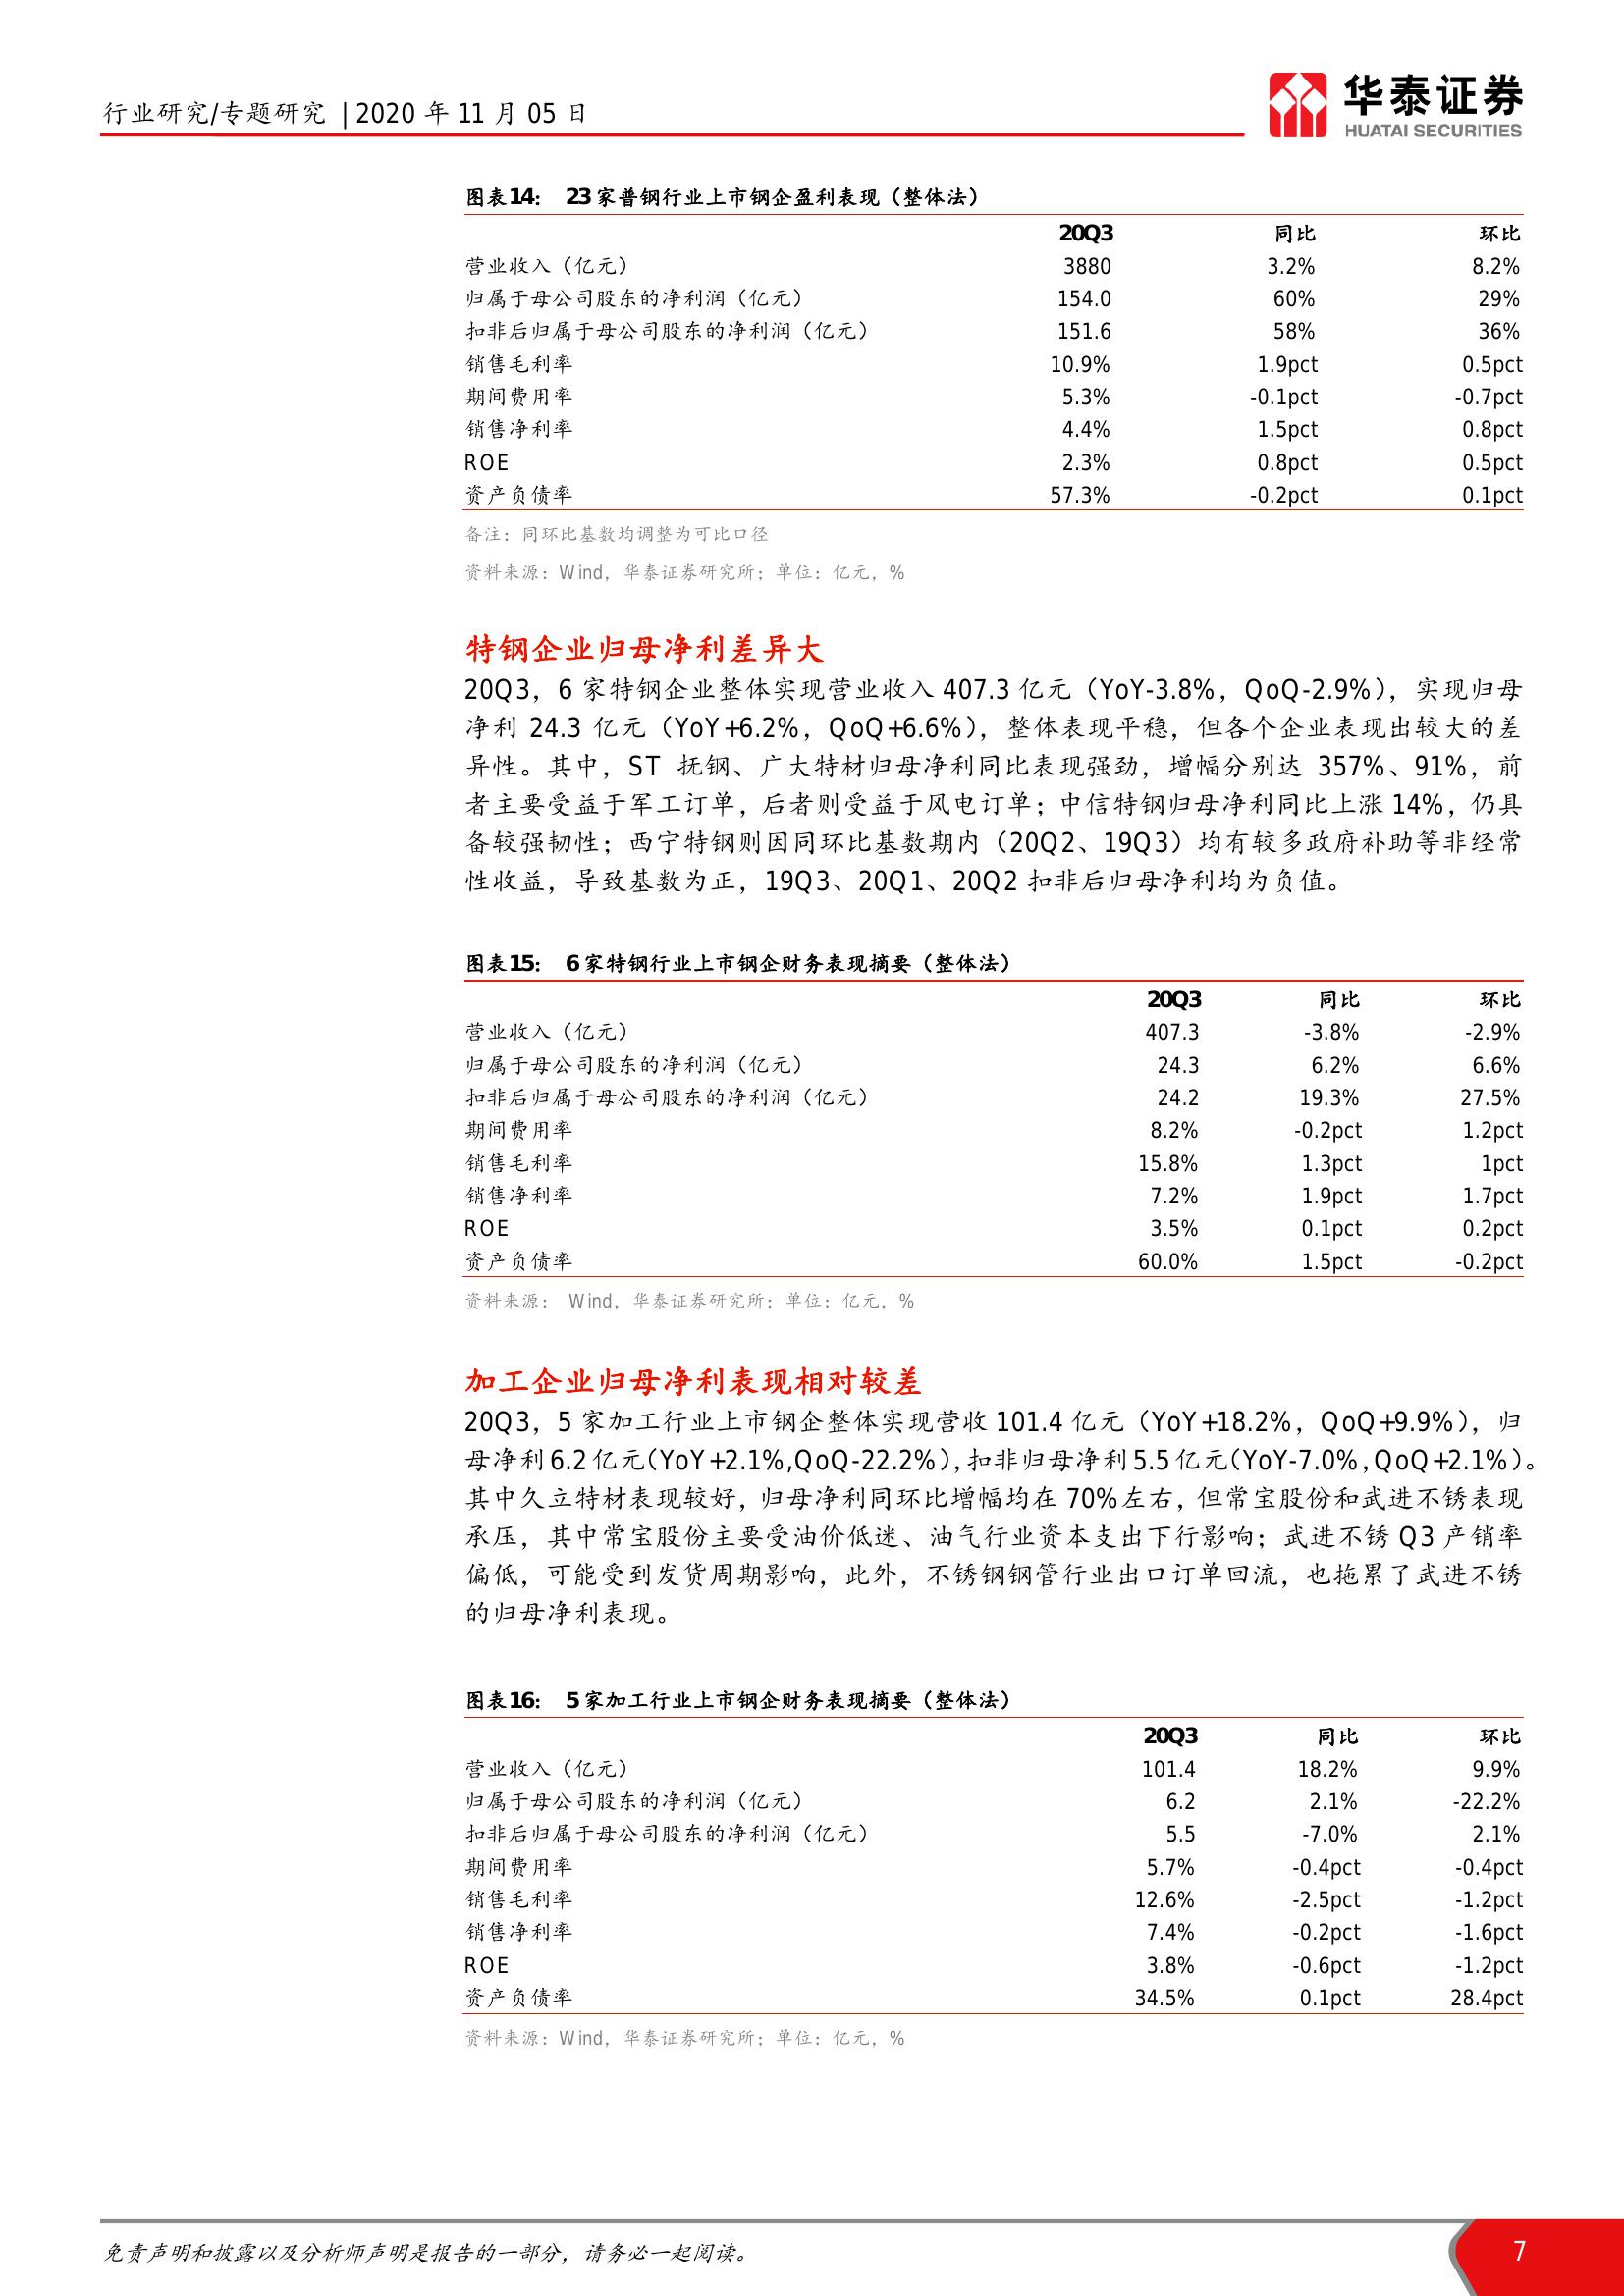 行业研究/专题研究 | 2020 年 11 月 05 日
华泰证券
HUATAI SECURITIES
图表14： 23 家普钢行业上市钢企盈利表现（整体法）
20Q3 同比 环比
营业收入（亿元） 3880 3.2% 8.2%
归属于母公司股东的净利润（亿元） 154.0 60% 29%
扣非后归属于母公司股东的净利润（亿元） 151.6 58% 36%
销售毛利率 10.9% 1.9pct 0.5pct
期间费用率 5.3% -0.1pct -0.7pct
销售净利率 4.4% 1.5pct 0.8pct
ROE 2.3% 0.8pct 0.5pct
资产负债率 57.3% -0.2pct 0.1pct
备注：同环比基数均调整为可比口径
资料来源：Wind，华泰证券研究所；单位：亿元，%
特钢企业归母净利差异大
20Q3，6 家特钢企业整体实现营业收入 407.3 亿元（YoY-3.8%，QoQ-2.9%），实现归母
净利 24.3 亿元（YoY+6.2%，QoQ+6.6%），整体表现平稳，但各个企业表现出较大的差
异性。其中，ST 抚钢、广大特材归母净利同比表现强劲，增幅分别达 357%、91%，前
者主要受益于军工订单，后者则受益于风电订单；中信特钢归母净利同比上涨 14%，仍具
备较强韧性；西宁特钢则因同环比基数期内（20Q2、19Q3）均有较多政府补助等非经常
性收益，导致基数为正，19Q3、20Q1、20Q2 扣非后归母净利均为负值。
图表15： 6 家特钢行业上市钢企财务表现摘要（整体法）
20Q3 同比 环比
营业收入（亿元） 407.3 -3.8% -2.9%
归属于母公司股东的净利润（亿元） 24.3 6.2% 6.6%
扣非后归属于母公司股东的净利润（亿元） 24.2 19.3% 27.5%
期间费用率 8.2% -0.2pct 1.2pct
销售毛利率 15.8% 1.3pct 1pct
销售净利率 7.2% 1.9pct 1.7pct
ROE 3.5% 0.1pct 0.2pct
资产负债率 60.0% 1.5pct -0.2pct
资料来源： Wind，华泰证券研究所；单位：亿元，%
加工企业归母净利表现相对较差
20Q3，5 家加工行业上市钢企整体实现营收 101.4 亿元（YoY+18.2%，QoQ+9.9%），归
母净利 6.2 亿元（YoY+2.1%,QoQ-22.2%），扣非归母净利 5.5 亿元（YoY-7.0%,QoQ+2.1%）。
其中久立特材表现较好，归母净利同环比增幅均在 70%左右，但常宝股份和武进不锈表现
承压，其中常宝股份主要受油价低迷、油气行业资本支出下行影响；武进不锈 Q3 产销率
偏低，可能受到发货周期影响，此外，不锈钢钢管行业出口订单回流，也拖累了武进不锈
的归母净利表现。
图表16： 5 家加工行业上市钢企财务表现摘要（整体法）
20Q3 同比 环比
营业收入（亿元） 101.4 18.2% 9.9%
归属于母公司股东的净利润（亿元） 6.2 2.1% -22.2%
扣非后归属于母公司股东的净利润（亿元） 5.5 -7.0% 2.1%
期间费用率 5.7% -0.4pct -0.4pct
销售毛利率 12.6% -2.5pct -1.2pct
销售净利率 7.4% -0.2pct -1.6pct
ROE 3.8% -0.6pct -1.2pct
资产负债率 34.5% 0.1pct 28.4pct
资料来源：Wind，华泰证券研究所；单位：亿元，%
免责声明和披露以及分析师声明是报告的一部分，请务必一起阅读。 7